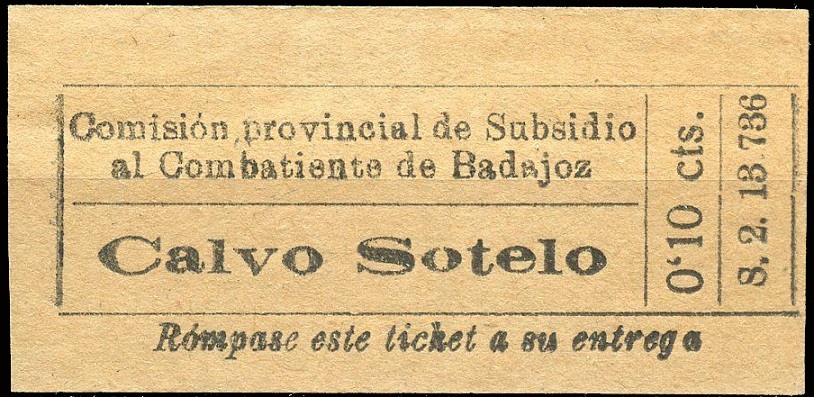 Comisión provincial de Subsidio
al Combatiente de Badajoz
Calvo Sotelo
0'10 cts.
S. 2. 13 736
Rómpase este ticket a su entrega